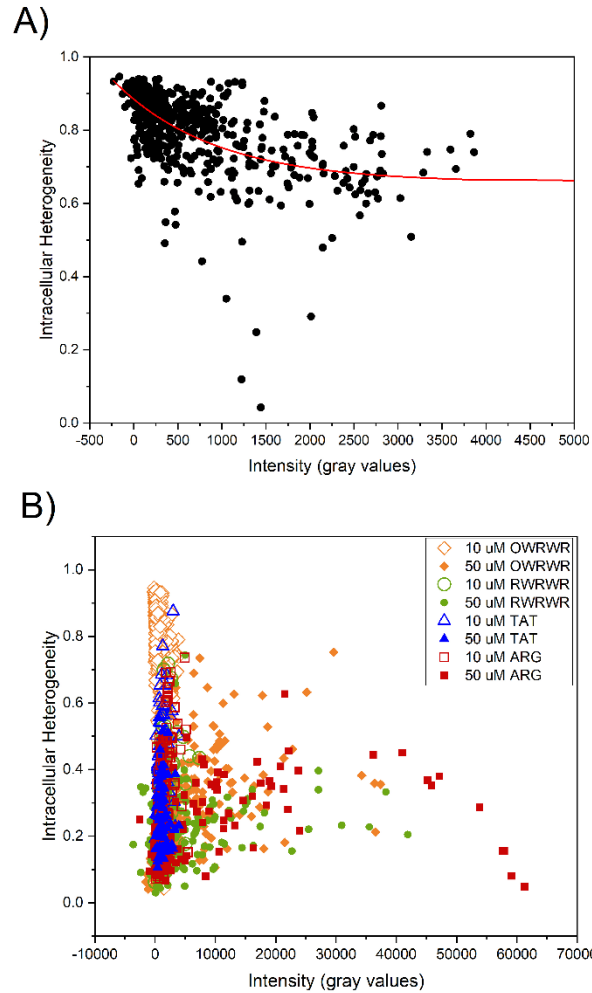 A)
1.0
0.8
0.6
0.4
0.2
0.0
Intracellular Heterogeneity
-500 0 500 1000 1500 2000 2500 3000 3500 4000 4500 5000
Intensity (gray values)
B)
10 uM OWRWR
50 uM OWRWR
10 uM RWRWR
50 uM RWRWR
10 uM TAT
50 uM TAT
10 uM ARG
50 uM ARG
1.0
0.8
0.6
0.4
0.2
0.0
Intracellular Heterogeneity
-10000 0 10000 20000 30000 40000 50000 60000 70000
Intensity (gray values)